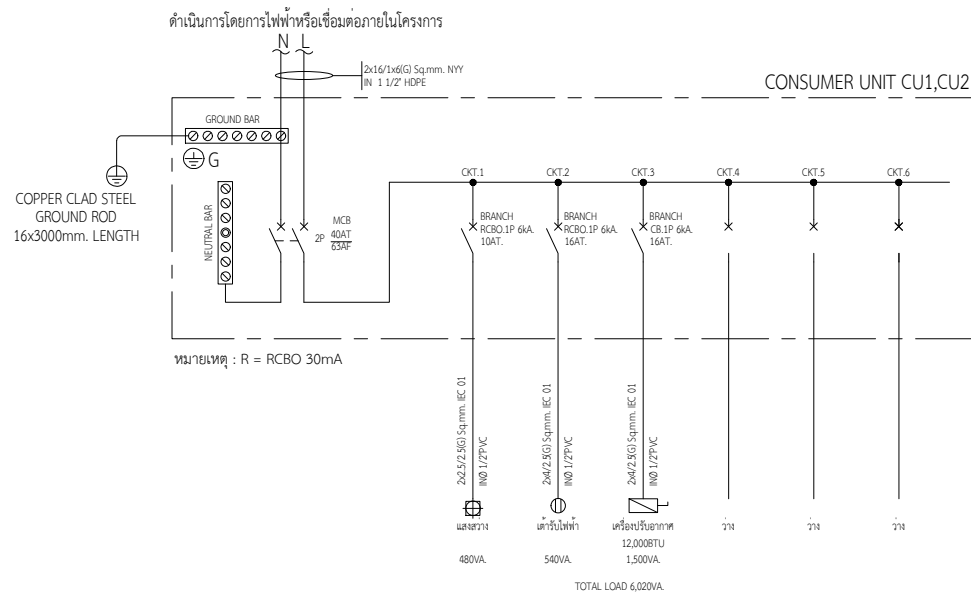 ดำเนินการโดยการไฟฟ้าหรือเชื่อมต่อภายในโครงการ
N L
2x16/1x6(G) Sq.mm. NYY
IN 1 1/2" HDPE
CONSUMER UNIT CU1,CU2
GROUND BAR
G
COPPER CLAD STEEL
GROUND ROD
16x3000mm. LENGTH
NEUTRAL BAR
2P
MCB
40AT
63AF
CKT.1
CKT.2
CKT.3
CKT.4
CKT.5
CKT.6
BRANCH
RCBO.1P 6kA.
10AT.
BRANCH
RCBO.1P 6kA.
16AT.
BRANCH
CB.1P 6kA.
16AT.
หมายเหตุ : R = RCBO 30mA
2x2.5/2.5(G) Sq.mm. IEC 01
INØ 1/2"PVC
2x4/2.5(G) Sq.mm. IEC 01
INØ 1/2"PVC
2x4/2.5(G) Sq.mm. IEC 01
INØ 1/2"PVC
แสงสว่าง
480VA.
เต้ารับไฟฟ้า
540VA.
เครื่องปรับอากาศ
12,000BTU
1,500VA.
ว่าง
ว่าง
ว่าง
TOTAL LOAD 6,020VA.